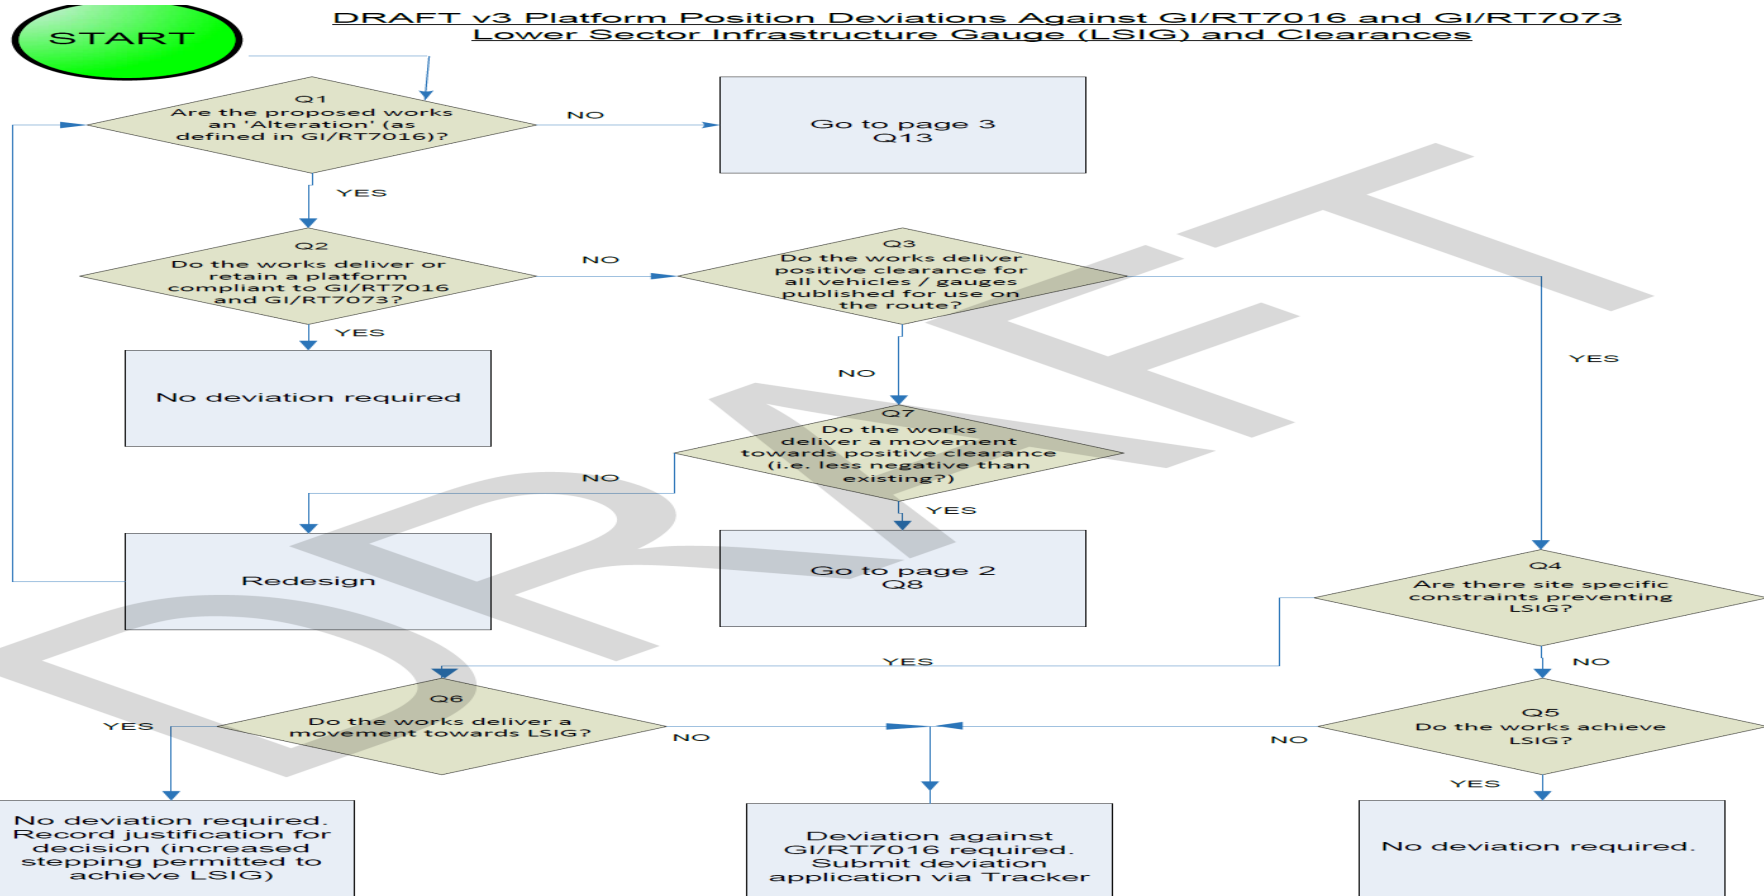 START
DRAFT v3 Platform Position Deviations Against GI/RT7016 and GI/RT7073
Lower Sector Infrastructure Gauge (LSIG) and Clearances
Q1
Are the proposed works
an 'Alteration' (as
defined in GI/RT7016)?
NO
Go to page 3
Q13
YES
Q2
Do the works deliver or
retain a platform
compliant to GI/RT7016
and GI/RT7073?
NO
Q3
Do the works deliver
positive clearance for
all vehicles / gauges
published for use on
the route?
YES
YES
No deviation required
NO
Q7
Do the works
deliver a movement
towards positive clearance
(i.e. less negative than
existing?)
NO
YES
Redesign
Go to page 2
Q8
Q4
Are there site specific
constraints preventing
LSIG?
YES
NO
Q6
Do the works deliver a
movement towards LSIG?
YES
NO
Q5
Do the works achieve
LSIG?
NO
YES
No deviation required.
Record justification for
decision (increased
stepping permitted to
achieve LSIG)
Deviation against
GI/RT7016 required.
Submit deviation
application via Tracker
No deviation required.
DRAFT